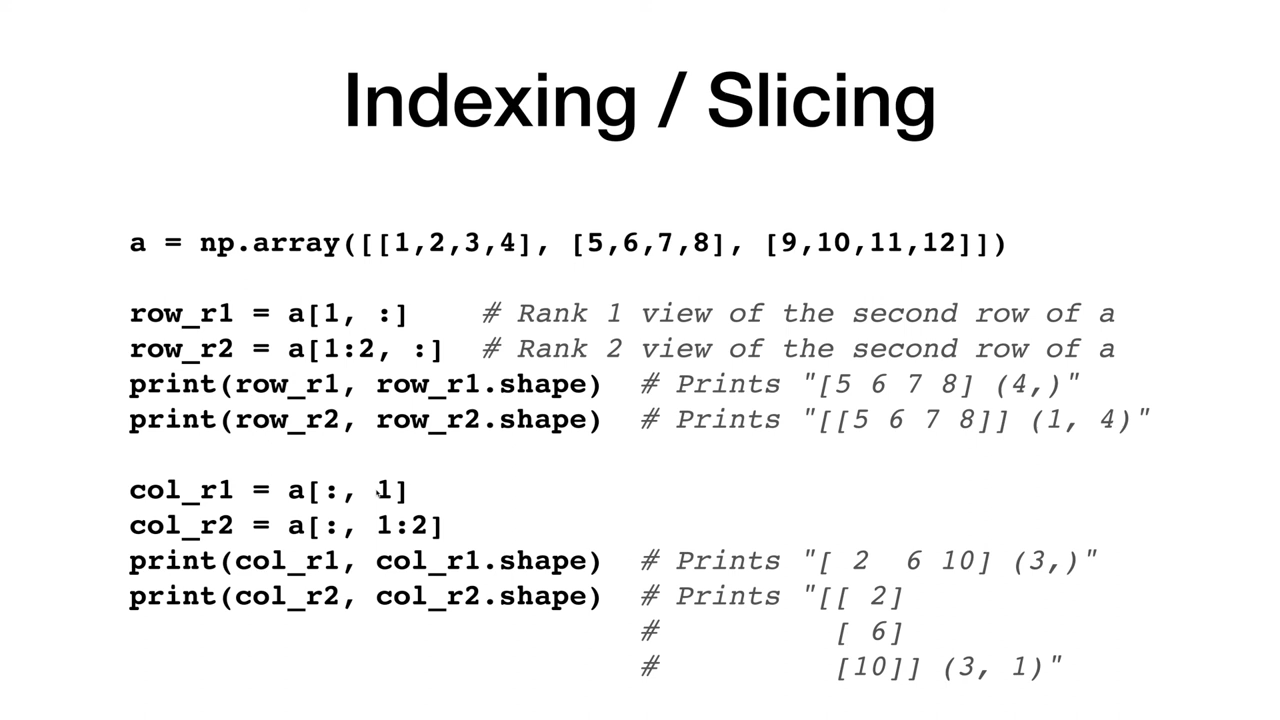 Indexing / Slicing
a = np.array([[1,2,3,4], [5,6,7,8], [9,10,11,12]])
row_r1 = a[1, :]    # Rank 1 view of the second row of a
row_r2 = a[1:2, :]  # Rank 2 view of the second row of a
print(row_r1, row_r1.shape)  # Prints "[5 6 7 8] (4,)"
print(row_r2, row_r2.shape)  # Prints "[[5 6 7 8]] (1, 4)"
col_r1 = a[:, 1]
col_r2 = a[:, 1:2]
print(col_r1, col_r1.shape)  # Prints "[ 2  6 10] (3,)"
print(col_r2, col_r2.shape)  # Prints "[[ 2]
                             #          [ 6]
                             #          [10]] (3, 1)"